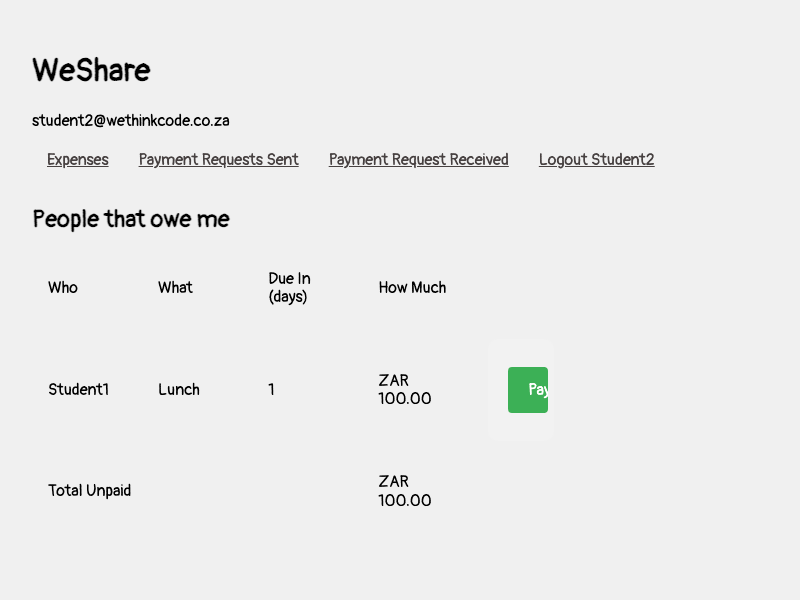 WeShare
student2@wethinkcode.co.za
Expenses Payment Requests Sent Payment Request Received Logout Student2
People that owe me
Who What Due In (days) How Much
Student1 Lunch 1 ZAR 100.00 Pay
Total Unpaid ZAR 100.00